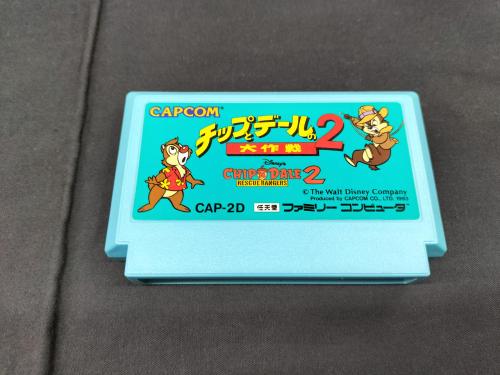 CAPCOM
チップとデールの
大作戦 2
Disney's
CHIP 'N DALE
RESCUE RANGERS 2
© The Walt Disney Company
Produced by CAPCOM CO., LTD. 1993
CAP-2D 任天堂 ファミリー コンピュータ